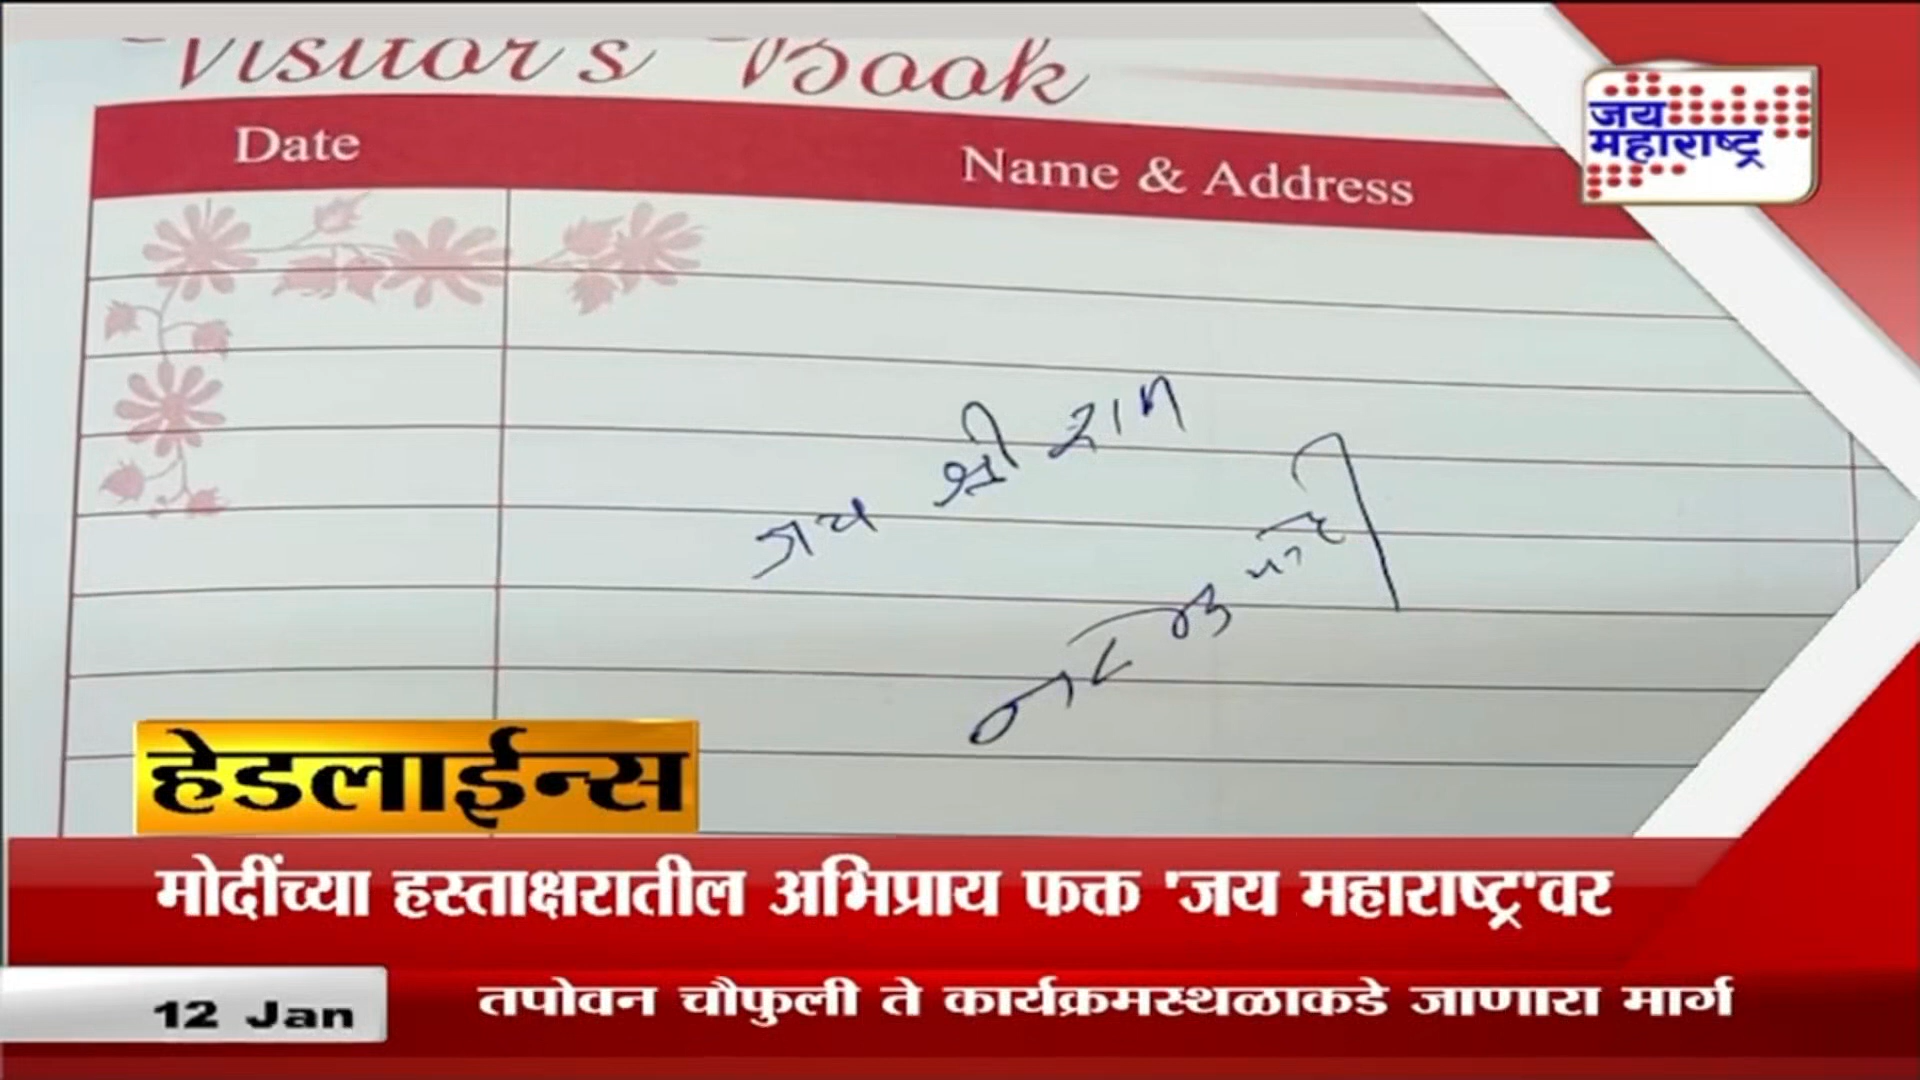 Visitor's Book
Date
Name & Address
जय
महाराष्ट्र
जय श्री राम
नरेन्द्र मोदी
हेडलाईन्स
मोदींच्या हस्ताक्षरातील अभिप्राय फक्त 'जय महाराष्ट्र'वर
12 Jan
तपोवन चौफुली ते कार्यक्रमस्थळाकडे जाणारा मार्ग